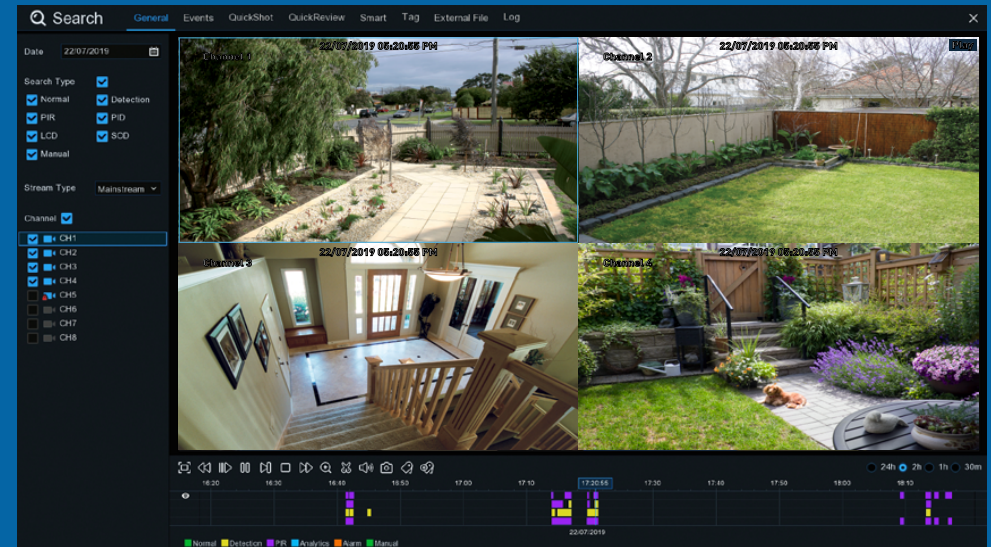 Search General Events QuickShot QuickReview Smart Tag External File Log
Date 22/07/2019
22/07/2019 05:20:55 PM
22/07/2019 05:20:55 PM
Play
Channel 1
Channel 2
Search Type
Normal Detection
PIR PID
LCD SOD
Manual
Stream Type Mainstream
Channel
CH1
CH2
CH3
CH4
CH5
CH6
CH7
CH8
22/07/2019 05:20:55 PM
22/07/2019 05:20:55 PM
Channel 3
Channel 4
24h 2h 1h 30m
16:20 16:30 16:40 16:50 17:00 17:10 17:20:55 17:30 17:40 17:50 18:00 18:10
22/07/2019
Normal Detection PIR Analytics Alarm Manual